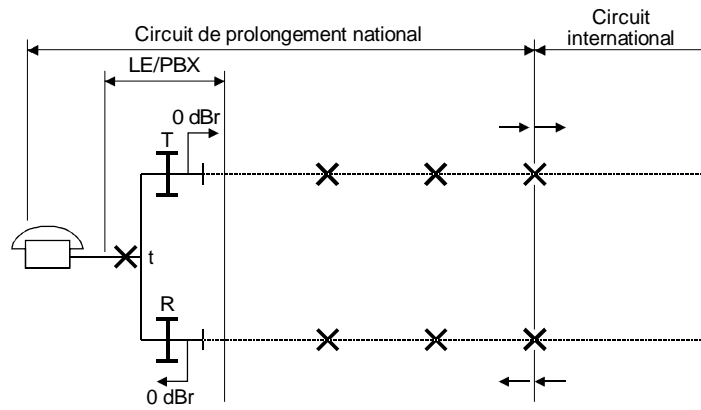 Circuit de prolongement national
Circuit
international
LE/PBX
0 dBr
T
t
R
0 dBr